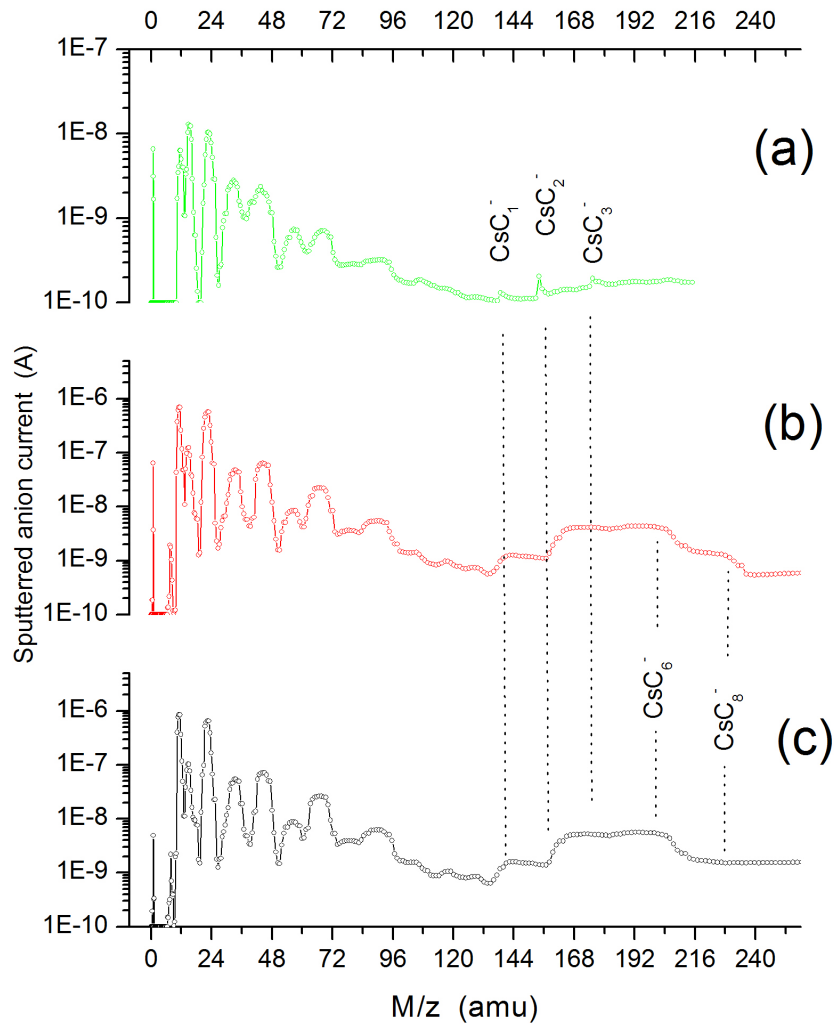 0 24 48 72 96 120 144 168 192 216 240
1E-7
(a)
1E-8
CsC1-
CsC2-
CsC3-
1E-9
1E-10
Sputterred anion current (A)
1E-6
(b)
1E-7
1E-8
1E-9
1E-10
CsC6-
CsC8-
1E-6
(c)
1E-7
1E-8
1E-9
1E-10
0 24 48 72 96 120 144 168 192 216 240
M/z (amu)